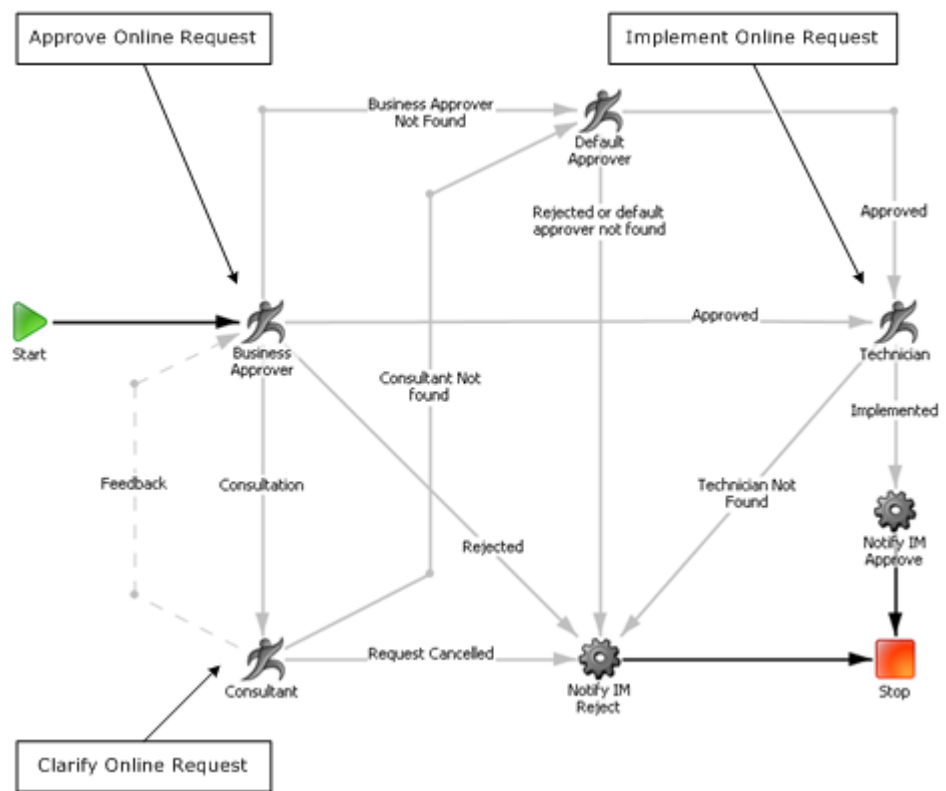 Approve Online Request
Implement Online Request
Business Approver
Not Found
Default
Approver
Rejected or default
approver not found
Approved
Start
Business
Approver
Approved
Technician
Consultant Not
found
Implemented
Feedback
Consultation
Technician Not
Found
Rejected
Notify IM
Approve
Request Cancelled
Consultant
Notify IM
Reject
Stop
Clarify Online Request